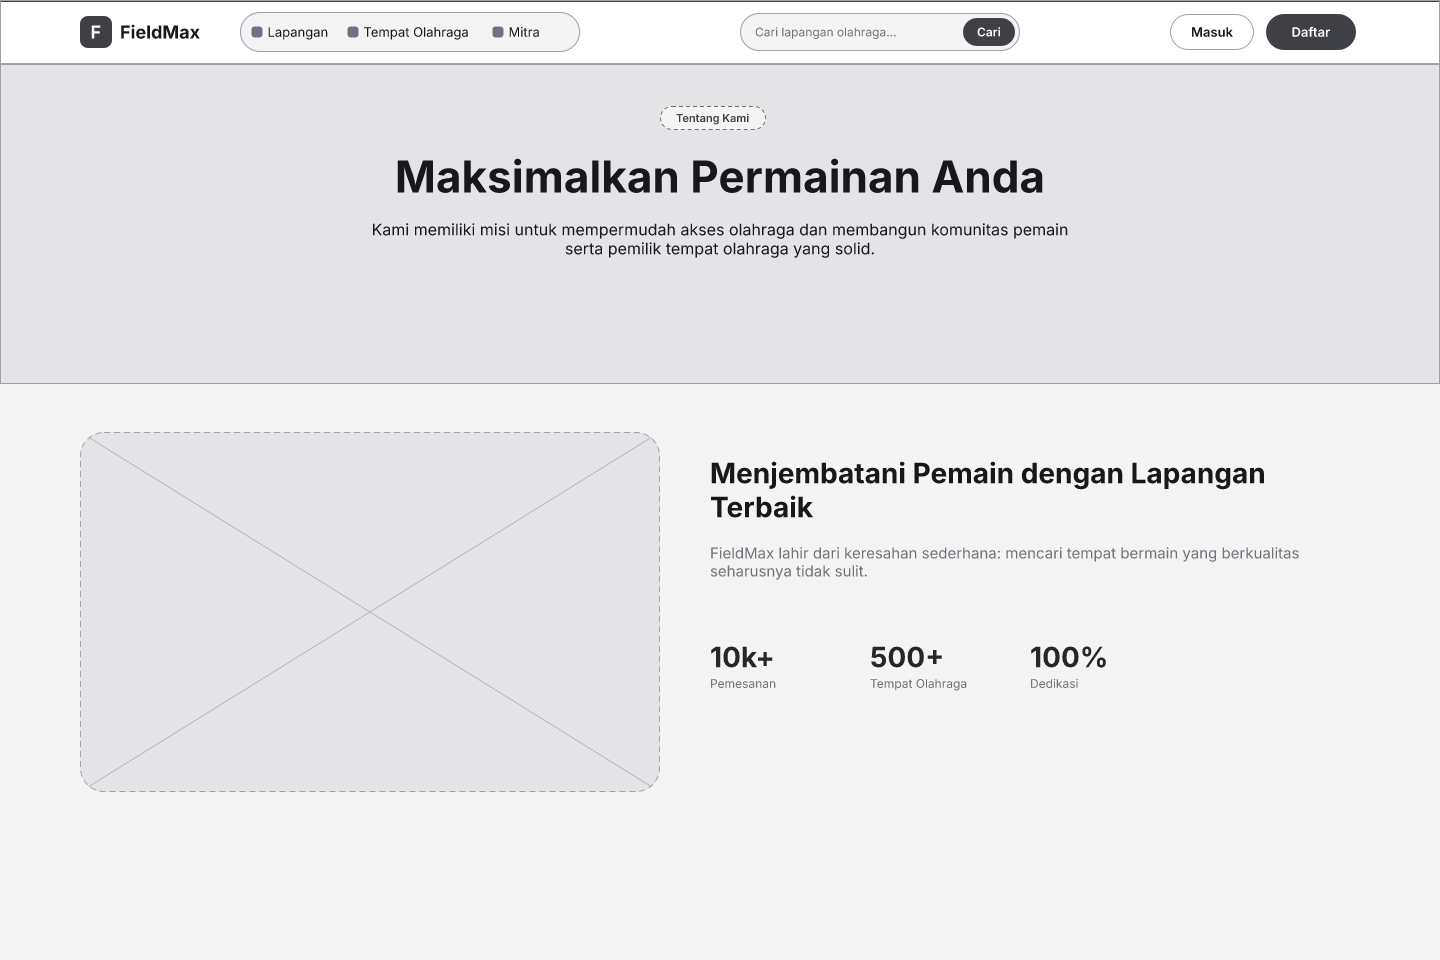 F FieldMax Lapangan Tempat Olahraga Mitra Cari lapangan olahraga... Cari Masuk Daftar
Tentang Kami
Maksimalkan Permainan Anda
Kami memiliki misi untuk mempermudah akses olahraga dan membangun komunitas pemain
serta pemilik tempat olahraga yang solid.
Menjembatani Pemain dengan Lapangan
Terbaik
FieldMax lahir dari keresahan sederhana: mencari tempat bermain yang berkualitas
seharusnya tidak sulit.
10k+ 500+ 100%
Pemesanan Tempat Olahraga Dedikasi